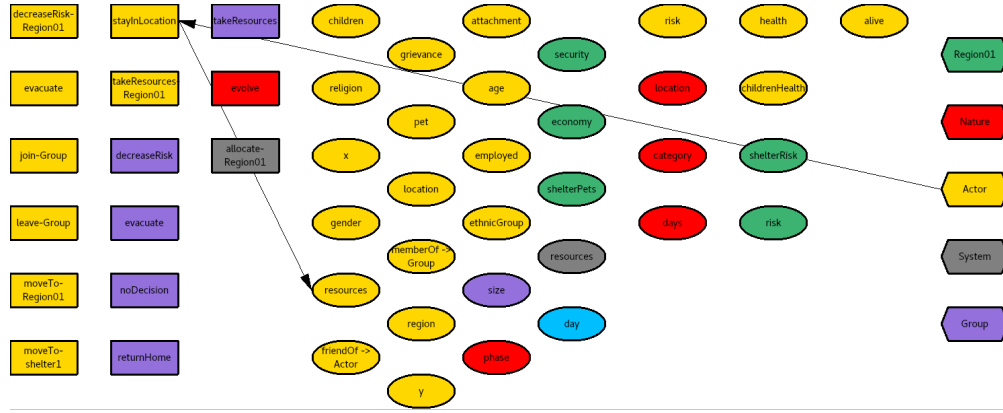 decreaseRisk-
Region01
stayInLocation
takeResources
children
attachment
risk
health
alive
grievance
security
Region01
evacuate
takeResources-
Region01
evolve
religion
age
location
childrenHealth
pet
economy
Nature
join-Group
decreaseRisk
allocate-
Region01
x
employed
category
shelterRisk
location
shelterPets
Actor
leave-Group
evacuate
gender
ethnicGroup
days
risk
memberOf ->
Group
resources
System
moveTo-
Region01
noDecision
resources
size
region
day
Group
moveTo-
shelter1
returnHome
friendOf ->
Actor
phase
y